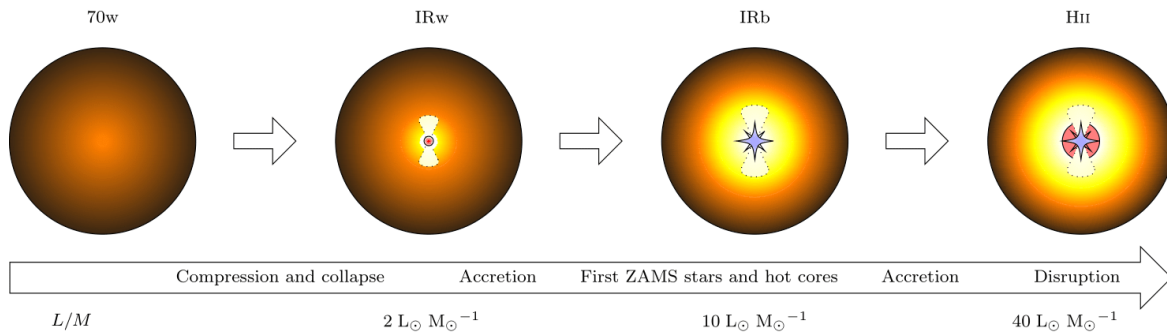 70w IRw IRb HII
Compression and collapse Accretion First ZAMS stars and hot cores Accretion Disruption
L/M 2 L⊙ M⊙⁻¹ 10 L⊙ M⊙⁻¹ 40 L⊙ M⊙⁻¹